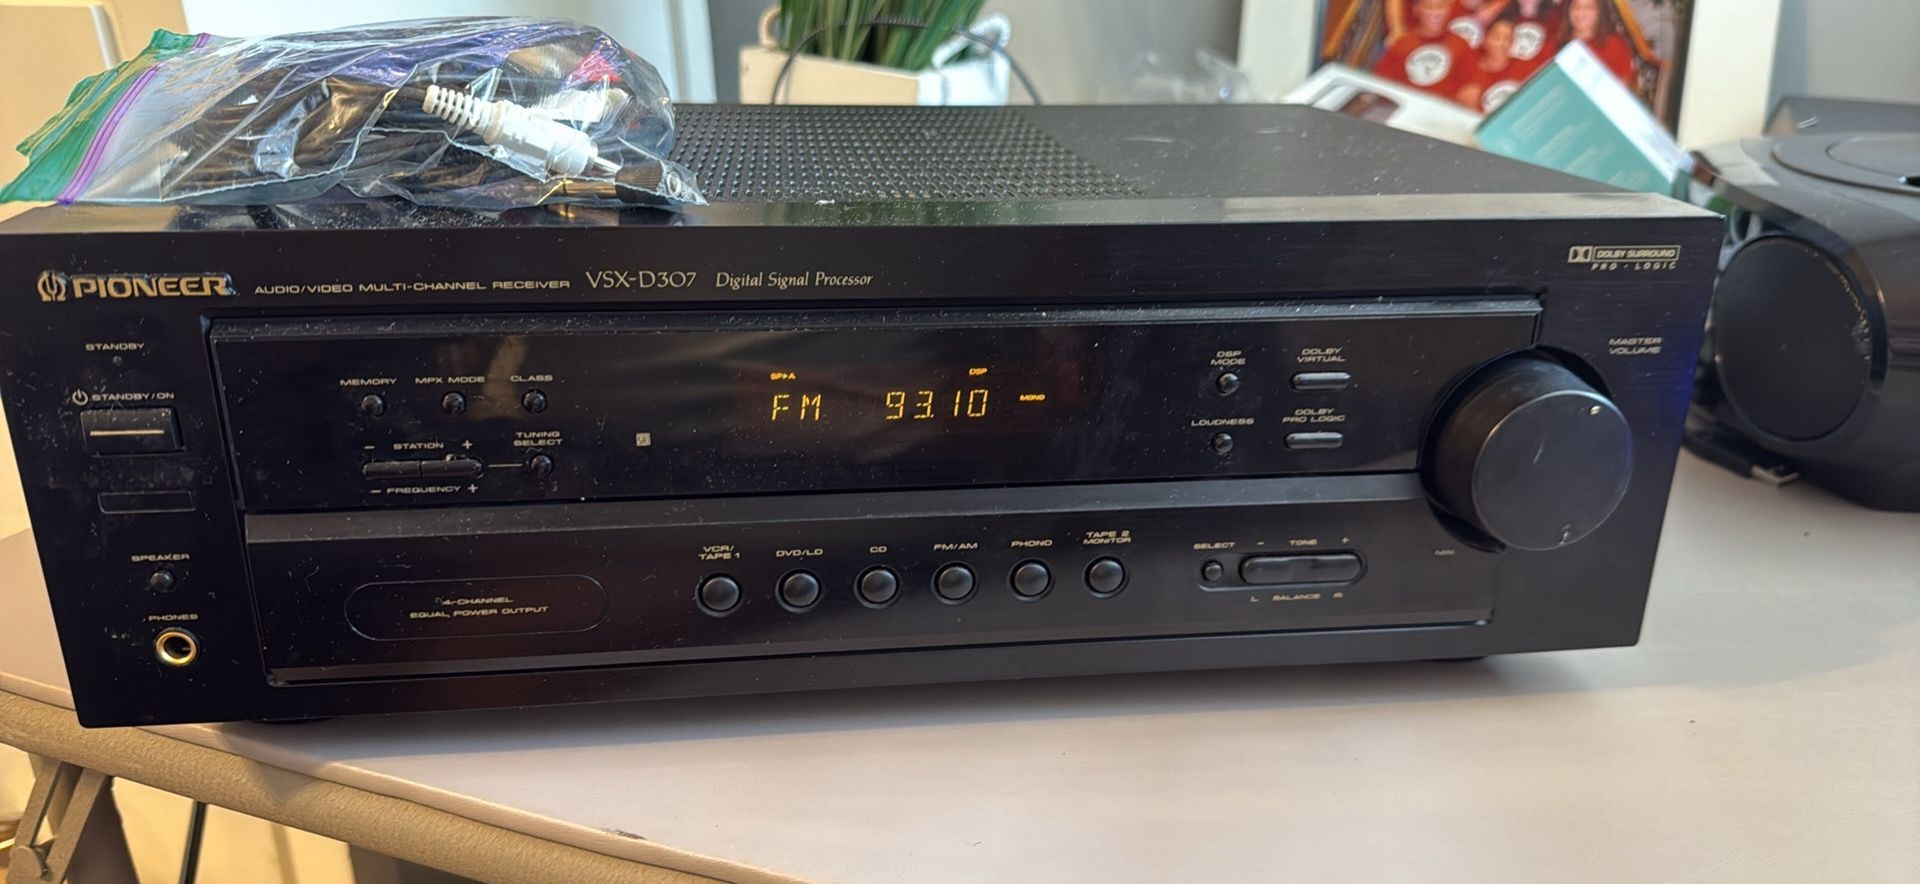 PIONEER AUDIO/VIDEO MULTI-CHANNEL RECEIVER VSX-D307 Digital Signal Processor
DOLBY SURROUND
PRO · LOGIC
STANDBY
STANDBY/ON
MEMORY MPX MODE CLASS
- STATION +
TUNING
SELECT
- FREQUENCY +
SP▸A DSP
FM 93.10 MONO
DSP
MODE
DOLBY
VIRTUAL
LOUDNESS
DOLBY
PRO LOGIC
MASTER
VOLUME
MIN
SPEAKER
PHONES
4-CHANNEL
EQUAL POWER OUTPUT
VCR/
TAPE 1
DVD/LD
CD
FM/AM
PHONO
TAPE 2
MONITOR
SELECT
- TONE +
L BALANCE R